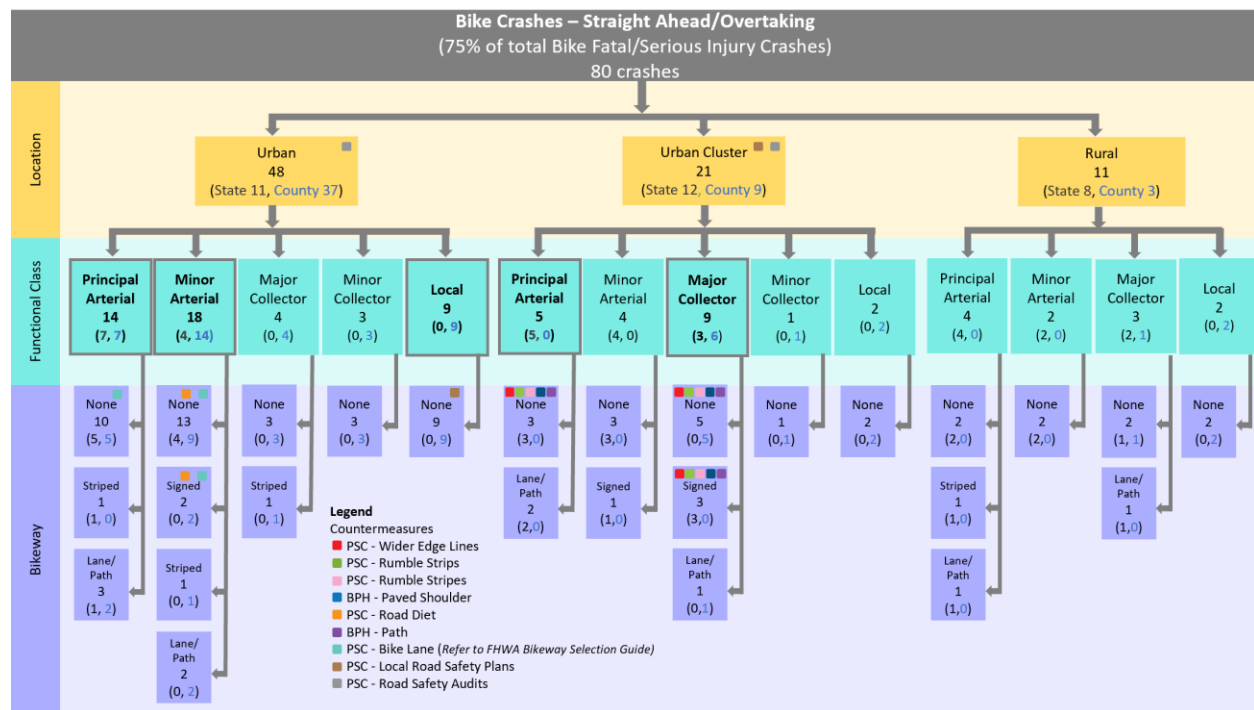 Bike Crashes – Straight Ahead/Overtaking
(75% of total Bike Fatal/Serious Injury Crashes)
80 crashes
Location
Urban
48
(State 11, County 37)
Urban Cluster
21
(State 12, County 9)
Rural
11
(State 8, County 3)
Functional Class
Principal
Arterial
14
(7, 7)
Minor
Arterial
18
(4, 14)
Major
Collector
4
(0, 4)
Minor
Collector
3
(0, 3)
Local
9
(0, 9)
Principal
Arterial
5
(5, 0)
Minor
Arterial
4
(4, 0)
Major
Collector
9
(3, 6)
Minor
Collector
1
(0, 1)
Local
2
(0, 2)
Principal
Arterial
4
(4, 0)
Minor
Arterial
2
(2, 0)
Major
Collector
3
(2, 1)
Local
2
(0, 2)
Bikeway
None
10
(5, 5)
None
13
(4, 9)
None
3
(0, 3)
None
3
(0, 3)
None
9
(0, 9)
None
3
(3,0)
None
3
(3,0)
None
5
(0,5)
None
1
(0,1)
None
2
(0,2)
None
2
(2,0)
None
2
(2,0)
None
2
(1, 1)
None
2
(0,2)
Striped
1
(1, 0)
Signed
2
(0, 2)
Striped
1
(0, 1)
Lane/
Path
2
(2,0)
Signed
1
(1,0)
Signed
3
(3,0)
Striped
1
(1,0)
Lane/
Path
1
(1,0)
Lane/
Path
3
(1, 2)
Striped
1
(0, 1)
Lane/
Path
1
(0,1)
Lane/
Path
1
(1,0)
Lane/
Path
2
(0, 2)
Legend
Countermeasures
PSC - Wider Edge Lines
PSC - Rumble Strips
PSC - Rumble Stripes
BPH - Paved Shoulder
PSC - Road Diet
BPH - Path
PSC - Bike Lane (Refer to FHWA Bikeway Selection Guide)
PSC - Local Road Safety Plans
PSC - Road Safety Audits